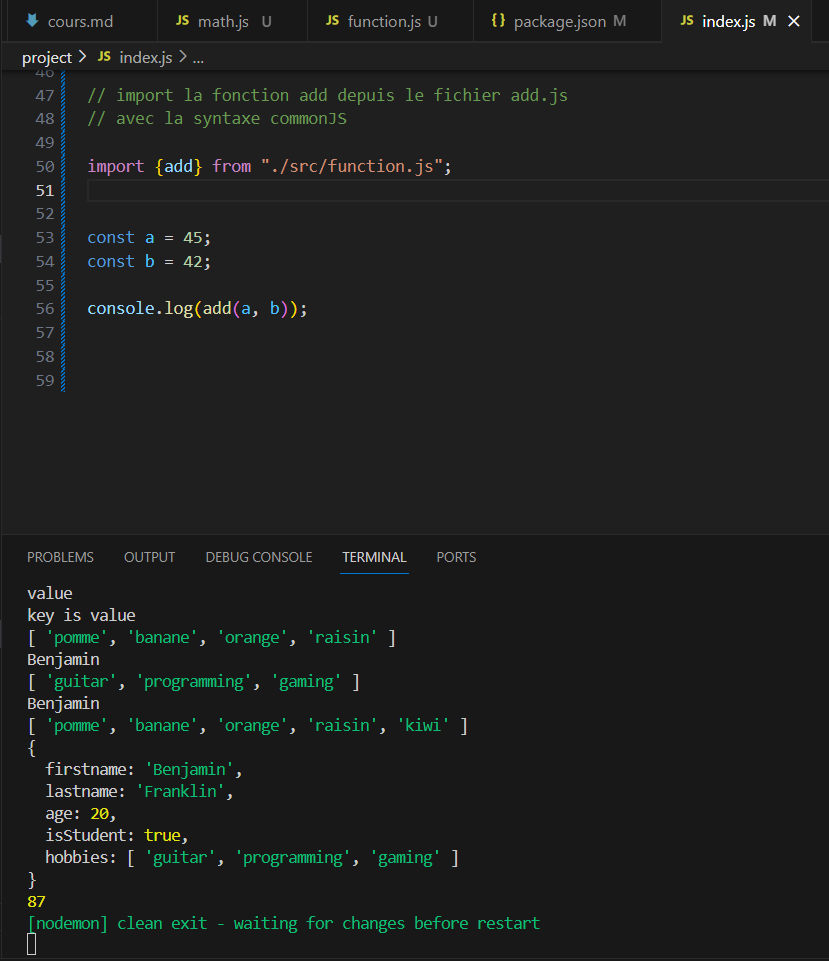 cours.md JS math.js U JS function.js U {} package.json M JS index.js M ×
project > JS index.js > ...
46
47 // import la fonction add depuis le fichier add.js
48 // avec la syntaxe commonJS
49
50 import {add} from "./src/function.js";
51
52
53 const a = 45;
54 const b = 42;
55
56 console.log(add(a, b));
57
58
59
PROBLEMS OUTPUT DEBUG CONSOLE TERMINAL PORTS
value
key is value
[ 'pomme', 'banane', 'orange', 'raisin' ]
Benjamin
[ 'guitar', 'programming', 'gaming' ]
Benjamin
[ 'pomme', 'banane', 'orange', 'raisin', 'kiwi' ]
{
  firstname: 'Benjamin',
  lastname: 'Franklin',
  age: 20,
  isStudent: true,
  hobbies: [ 'guitar', 'programming', 'gaming' ]
}
87
[nodemon] clean exit - waiting for changes before restart